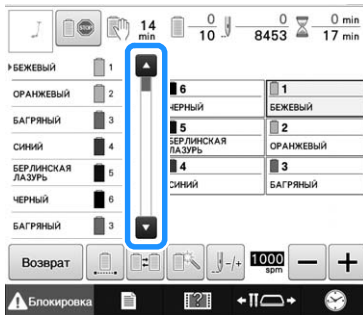 14
min
0
10
0
8453
0 min
17 min
БЕЖЕВЫЙ 1
ОРАНЖЕВЫЙ 2
БАГРЯНЫЙ 3
СИНИЙ 4
БЕРЛИНСКАЯ
ЛАЗУРЬ 5
ЧЕРНЫЙ 6
БАГРЯНЫЙ 3
6
ЧЕРНЫЙ
1
БЕЖЕВЫЙ
5
БЕРЛИНСКАЯ
ЛАЗУРЬ
2
ОРАНЖЕВЫЙ
4
СИНИЙ
3
БАГРЯНЫЙ
Возврат
-/+
1000
spm
− +
Блокировка